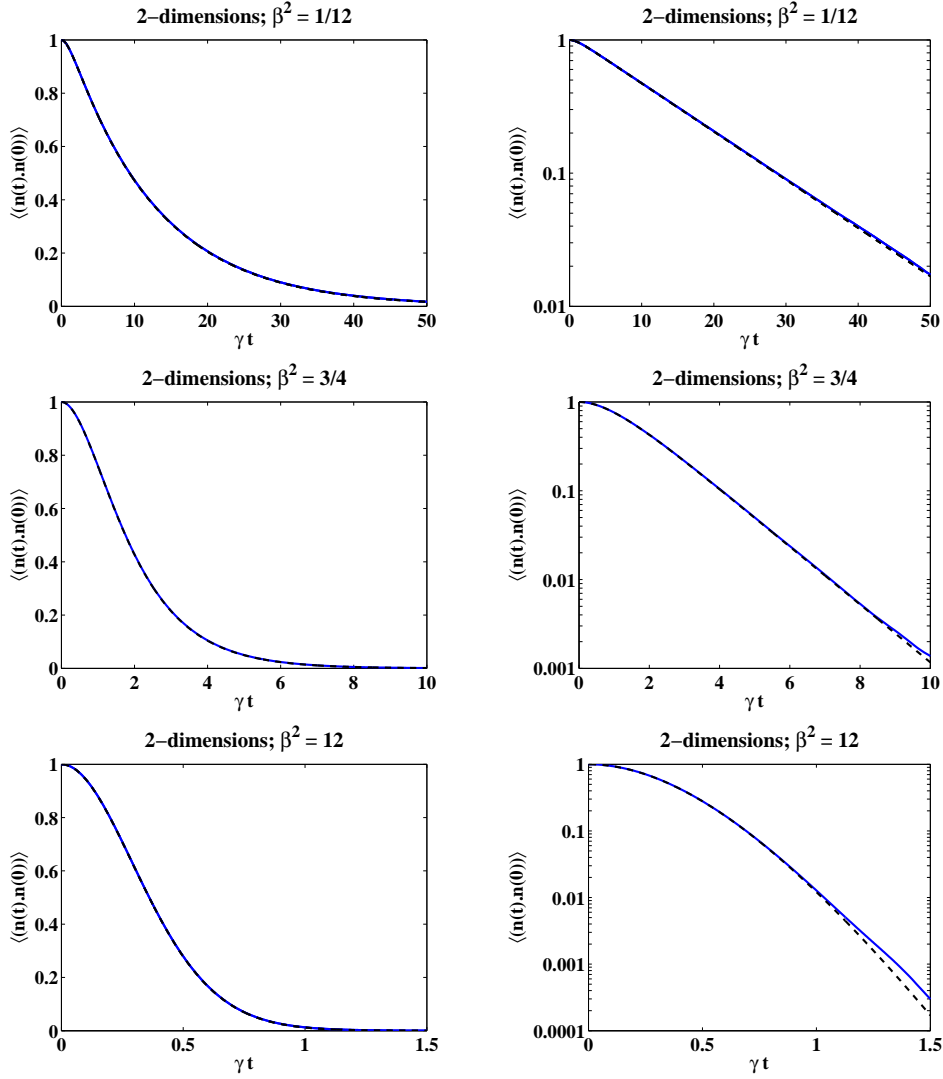 2−dimensions; β² = 1/12
1
0.8
0.6
0.4
0.2
0
⟨(n(t).n(0))⟩
0 10 20 30 40 50
γ t
2−dimensions; β² = 1/12
1
0.1
0.01
⟨(n(t).n(0))⟩
0 10 20 30 40 50
γ t
2−dimensions; β² = 3/4
1
0.8
0.6
0.4
0.2
0
⟨(n(t).n(0))⟩
0 2 4 6 8 10
γ t
2−dimensions; β² = 3/4
1
0.1
0.01
0.001
⟨(n(t).n(0))⟩
0 2 4 6 8 10
γ t
2−dimensions; β² = 12
1
0.8
0.6
0.4
0.2
0
⟨(n(t).n(0))⟩
0 0.5 1 1.5
γ t
2−dimensions; β² = 12
1
0.1
0.01
0.001
0.0001
⟨(n(t).n(0))⟩
0 0.5 1 1.5
γ t